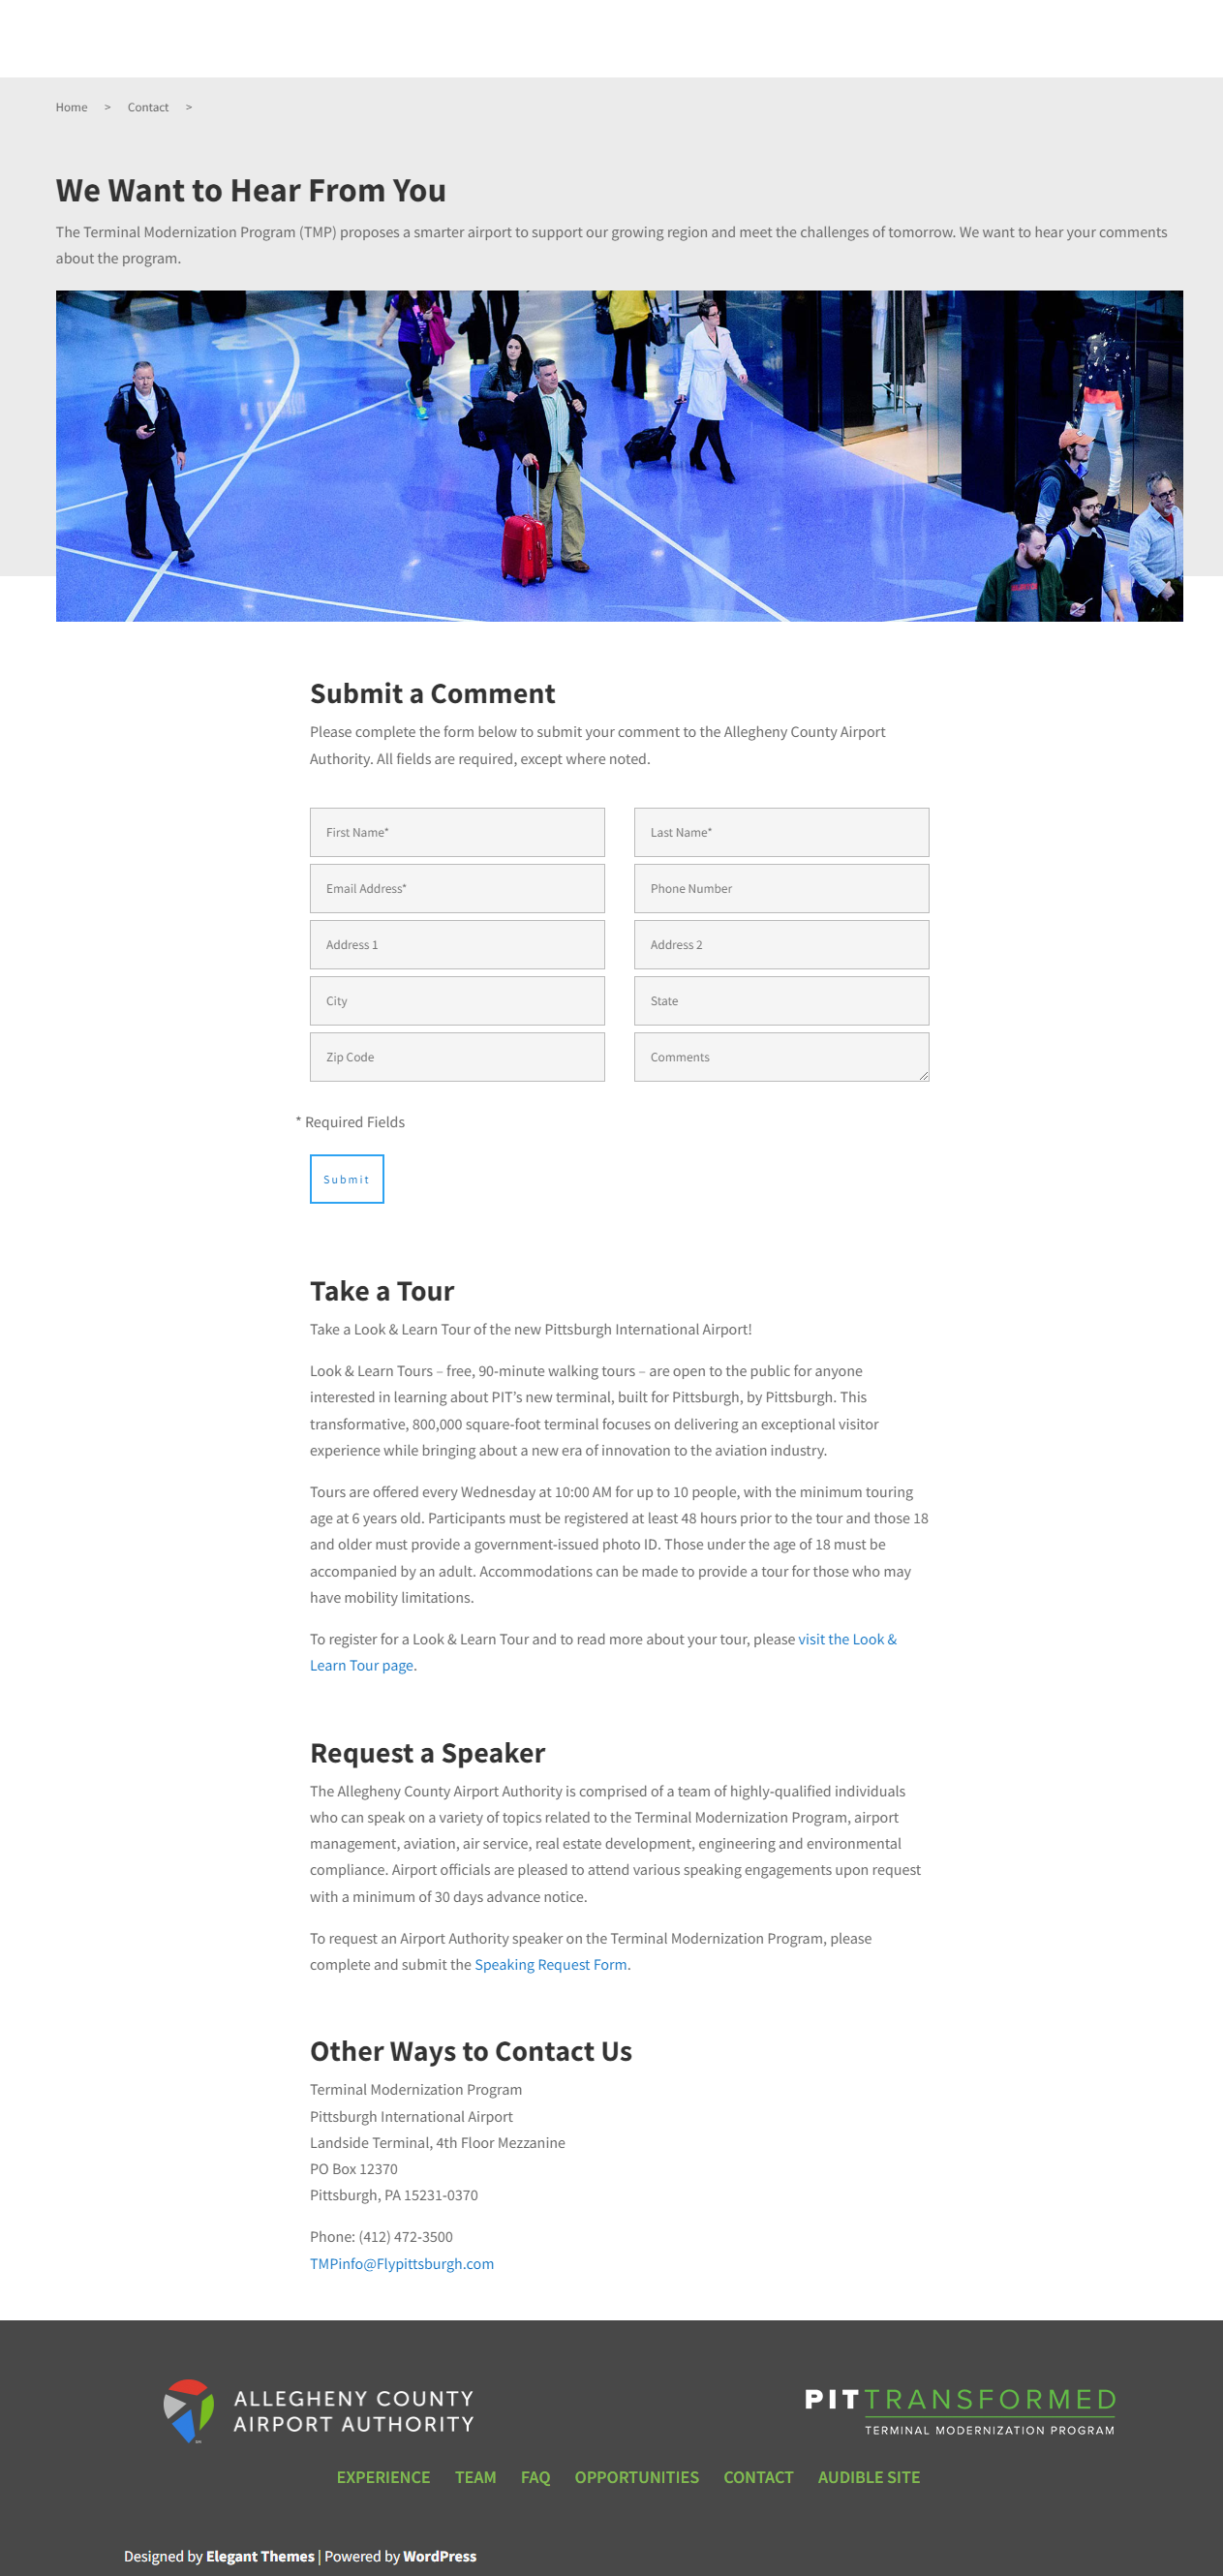 Home > Contact >
We Want to Hear From You
The Terminal Modernization Program (TMP) proposes a smarter airport to support our growing region and meet the challenges of tomorrow. We want to hear your comments
about the program.
Submit a Comment
Please complete the form below to submit your comment to the Allegheny County Airport
Authority. All fields are required, except where noted.
First Name*
Last Name*
Email Address*
Phone Number
Address 1
Address 2
City
State
Zip Code
Comments
* Required Fields
Submit
Take a Tour
Take a Look & Learn Tour of the new Pittsburgh International Airport!
Look & Learn Tours – free, 90-minute walking tours – are open to the public for anyone
interested in learning about PIT’s new terminal, built for Pittsburgh, by Pittsburgh. This
transformative, 800,000 square-foot terminal focuses on delivering an exceptional visitor
experience while bringing about a new era of innovation to the aviation industry.
Tours are offered every Wednesday at 10:00 AM for up to 10 people, with the minimum touring
age at 6 years old. Participants must be registered at least 48 hours prior to the tour and those 18
and older must provide a government-issued photo ID. Those under the age of 18 must be
accompanied by an adult. Accommodations can be made to provide a tour for those who may
have mobility limitations.
To register for a Look & Learn Tour and to read more about your tour, please visit the Look &
Learn Tour page.
Request a Speaker
The Allegheny County Airport Authority is comprised of a team of highly-qualified individuals
who can speak on a variety of topics related to the Terminal Modernization Program, airport
management, aviation, air service, real estate development, engineering and environmental
compliance. Airport officials are pleased to attend various speaking engagements upon request
with a minimum of 30 days advance notice.
To request an Airport Authority speaker on the Terminal Modernization Program, please
complete and submit the Speaking Request Form.
Other Ways to Contact Us
Terminal Modernization Program
Pittsburgh International Airport
Landside Terminal, 4th Floor Mezzanine
PO Box 12370
Pittsburgh, PA 15231-0370
Phone: (412) 472-3500
TMPinfo@Flypittsburgh.com
ALLEGHENY COUNTY
AIRPORT AUTHORITY
PITTRANSFORMED
TERMINAL MODERNIZATION PROGRAM
EXPERIENCE TEAM FAQ OPPORTUNITIES CONTACT AUDIBLE SITE
Designed by Elegant Themes | Powered by WordPress